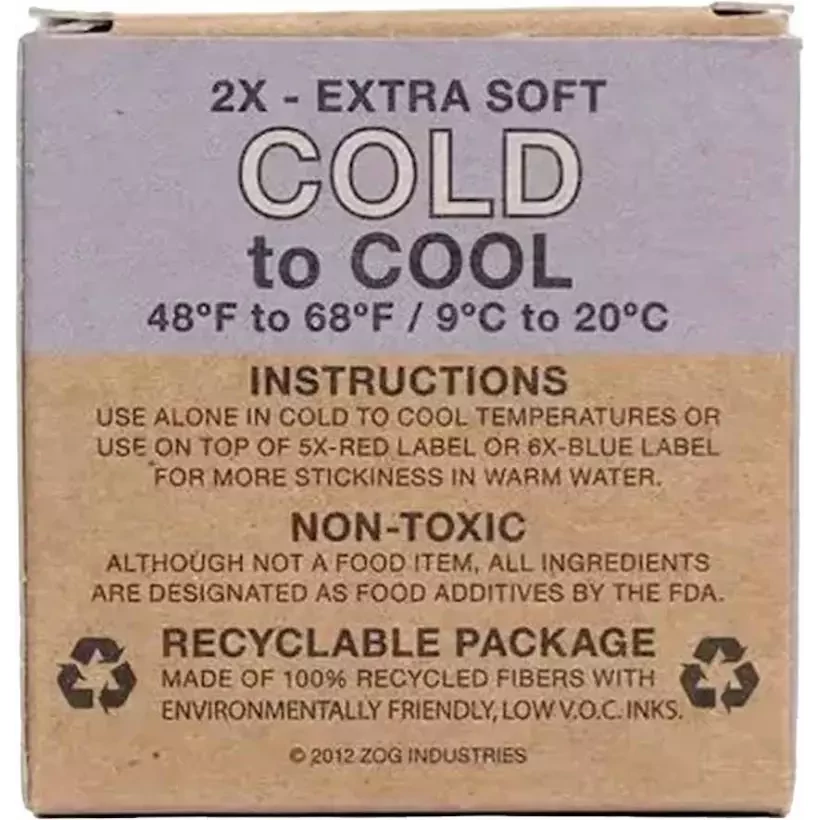 2X - EXTRA SOFT
COLD
to COOL
48°F to 68°F / 9°C to 20°C
INSTRUCTIONS
USE ALONE IN COLD TO COOL TEMPERATURES OR
USE ON TOP OF 5X-RED LABEL OR 6X-BLUE LABEL
FOR MORE STICKINESS IN WARM WATER.
NON-TOXIC
ALTHOUGH NOT A FOOD ITEM, ALL INGREDIENTS
ARE DESIGNATED AS FOOD ADDITIVES BY THE FDA.
RECYCLABLE PACKAGE
MADE OF 100% RECYCLED FIBERS WITH
ENVIRONMENTALLY FRIENDLY, LOW V.O.C. INKS.
© 2012 ZOG INDUSTRIES